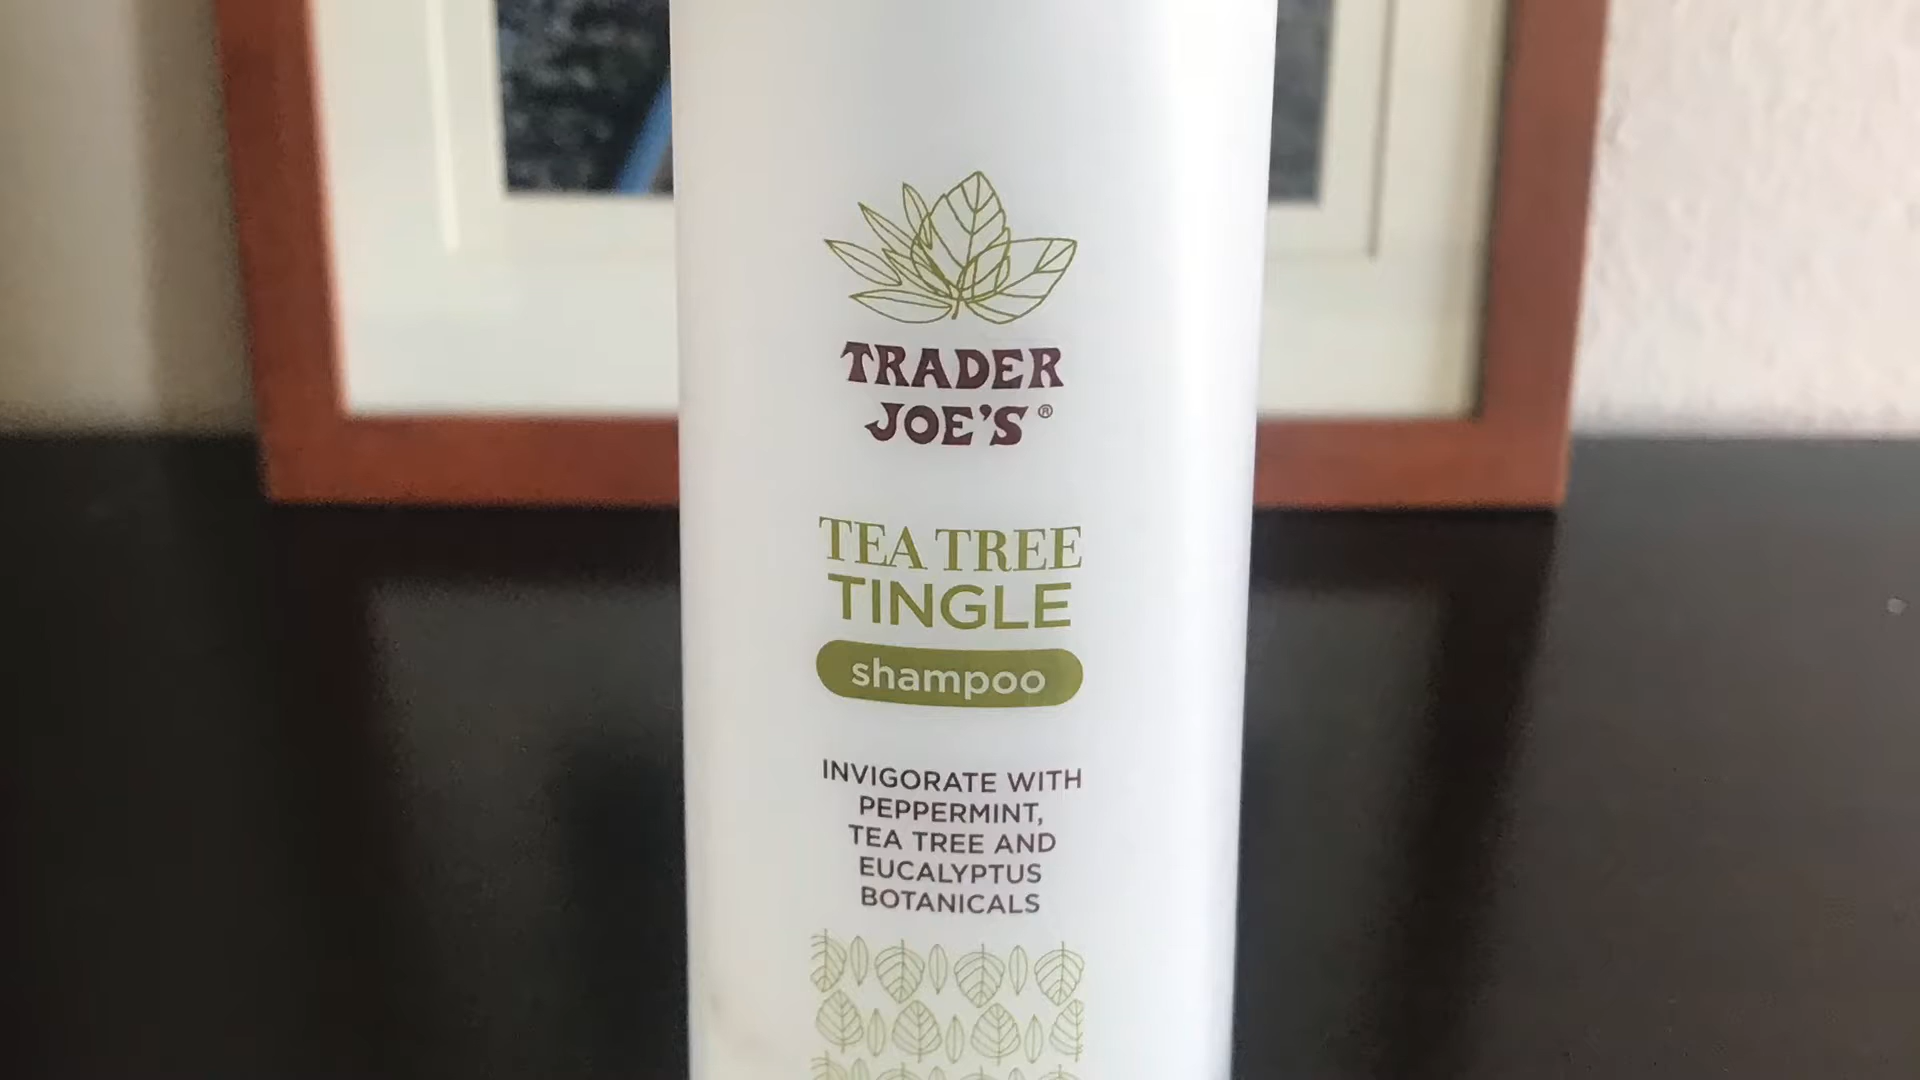 TRADER
JOE'S®
TEA TREE
TINGLE
shampoo
INVIGORATE WITH
PEPPERMINT,
TEA TREE AND
EUCALYPTUS
BOTANICALS